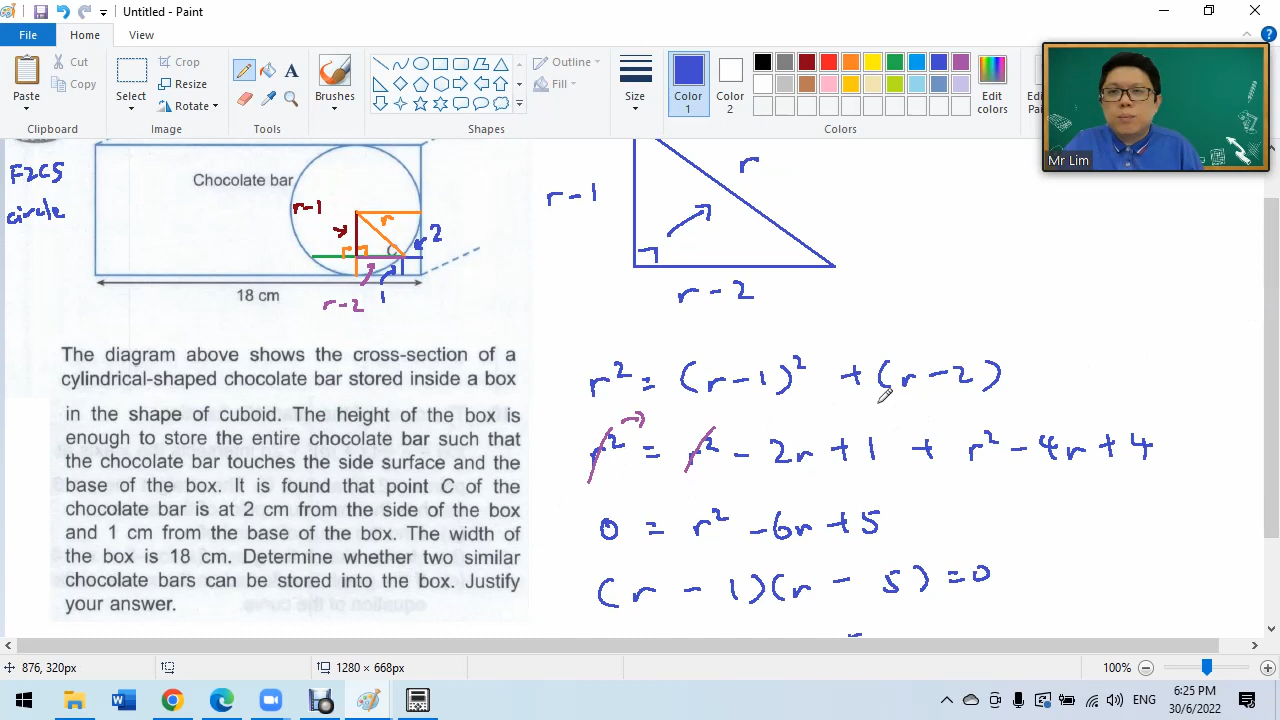 Untitled - Paint
File
Home
View
Paste
Cut
Copy
Clipboard
Select
Crop
Resize
Rotate
Image
A
Tools
Brushes
Outline
Fill
Shapes
Size
Color 1
Color 2
Edit colors
Colors
Mr Lim
F2C5
circle
Chocolate bar
r-1
r
2
C
18 cm
r-2
1
r-1
r
r-2
The diagram above shows the cross-section of a
cylindrical-shaped chocolate bar stored inside a box
in the shape of cuboid. The height of the box is
enough to store the entire chocolate bar such that
the chocolate bar touches the side surface and the
base of the box. It is found that point C of the
chocolate bar is at 2 cm from the side of the box
and 1 cm from the base of the box. The width of
the box is 18 cm. Determine whether two similar
chocolate bars can be stored into the box. Justify
your answer.
r² = (r-1)² + (r-2)
r² = r² - 2r + 1 + r² - 4r + 4
0 = r² - 6r + 5
(r - 1)(r - 5) = 0
876, 320px
1280 × 668px
100%
ENG
6:25 PM
30/6/2022